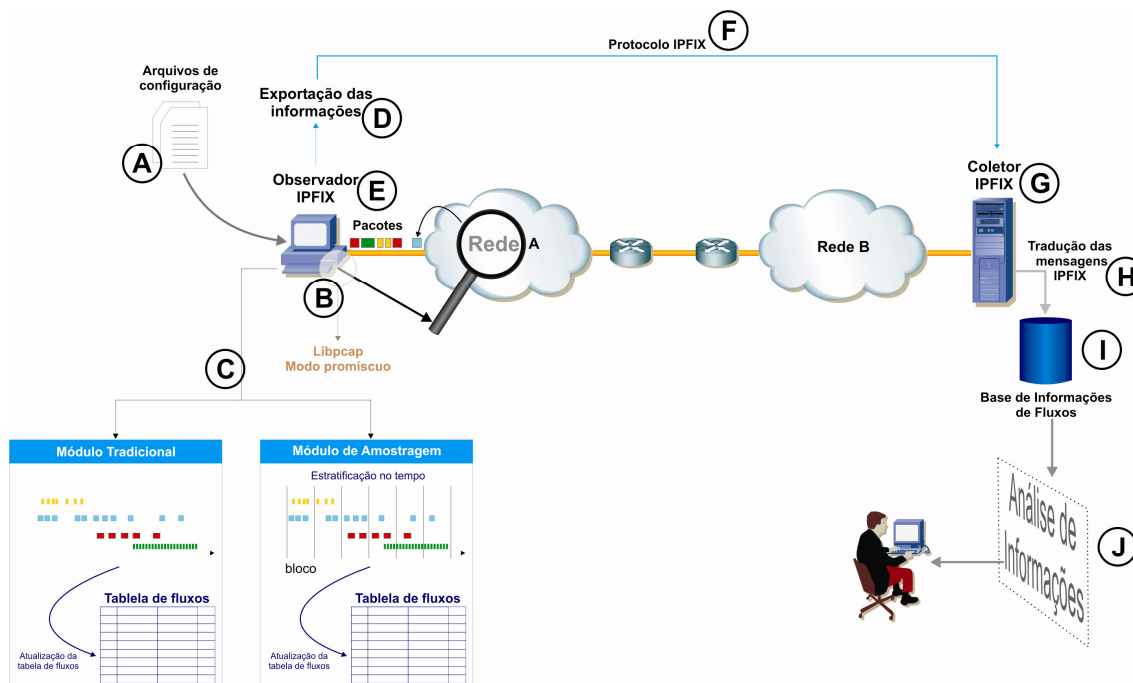 F
Protocolo IPFIX
Arquivos de
configuração
A
Exportação das
informações
D
Observador
IPFIX
E
Pacotes
Rede A
Rede B
Coletor
IPFIX
G
Tradução das
mensagens
IPFIX
H
B
Libpcap
Modo promíscuo
C
I
Base de Informações
de Fluxos
Módulo Tradicional
Tablela de fluxos
Atualização da
tabela de fluxos
Módulo de Amostragem
Estratificação no tempo
bloco
Tablela de fluxos
Atualização da
tabela de fluxos
Análise de
Informações
J